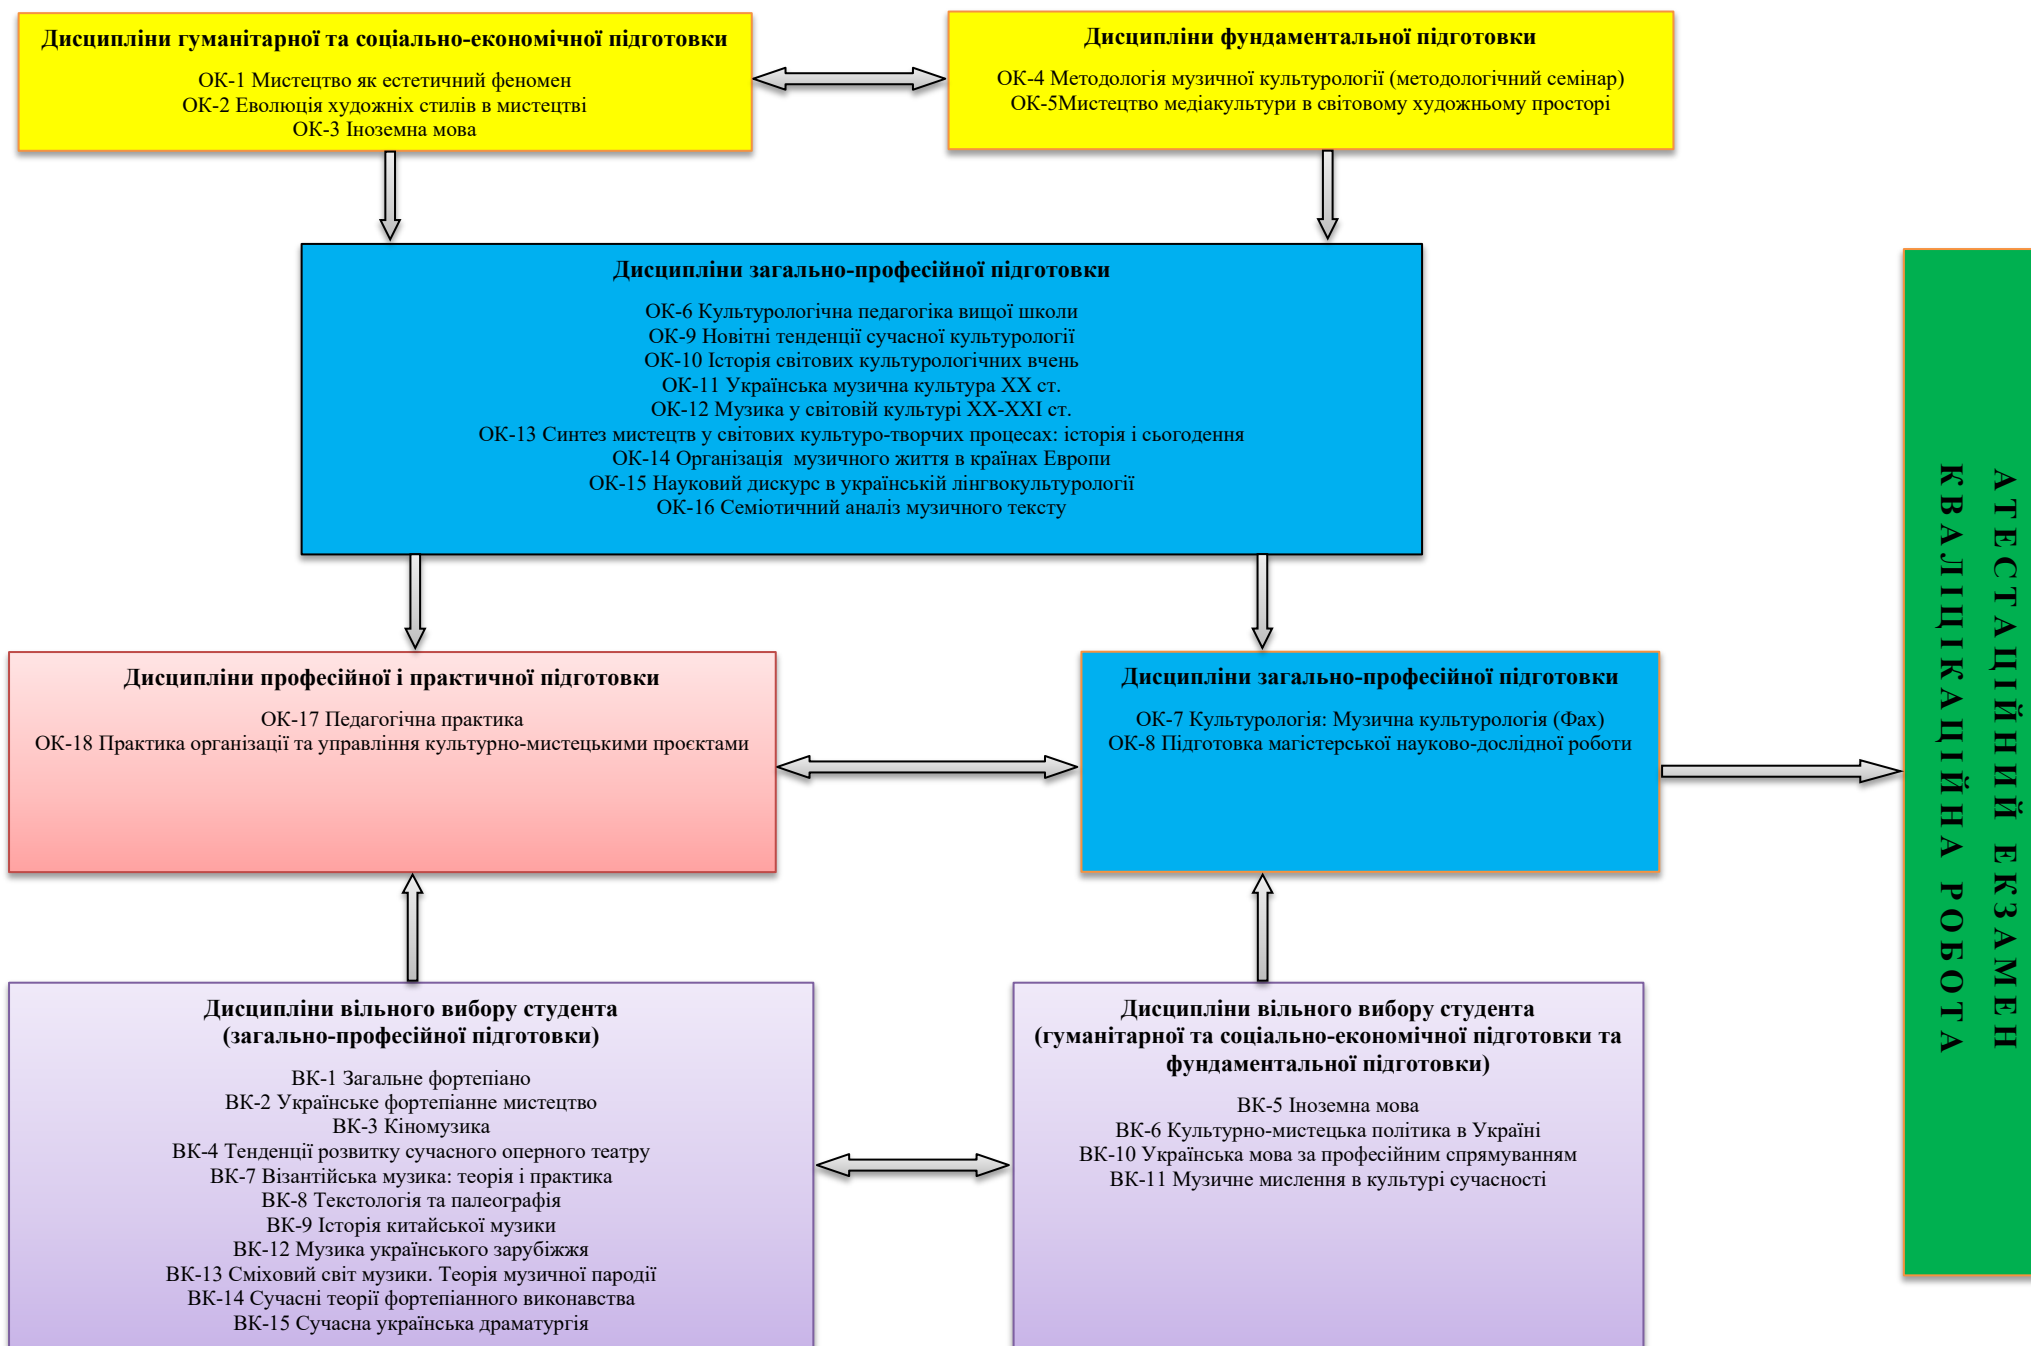 Дисципліни гуманітарної та соціально-економічної підготовки
ОК-1 Мистецтво як естетичний феномен
ОК-2 Еволюція художніх стилів в мистецтві
ОК-3 Іноземна мова
Дисципліни фундаментальної підготовки
ОК-4 Методологія музичної культурології (методологічний семінар)
ОК-5Мистецтво медіакультури в світовому художньому просторі
Дисципліни загально-професійної підготовки
ОК-6 Культурологічна педагогіка вищої школи
ОК-9 Новітні тенденції сучасної культурології
ОК-10 Історія світових культурологічних вчень
ОК-11 Українська музична культура ХХ ст.
ОК-12 Музика у світовій культурі ХХ-ХХІ ст.
ОК-13 Синтез мистецтв у світових культуро-творчих процесах: історія і сьогодення
ОК-14 Організація музичного життя в країнах Европи
ОК-15 Науковий дискурс в українській лінгвокультурології
ОК-16 Семіотичний аналіз музичного тексту
Дисципліни професійної і практичної підготовки
ОК-17 Педагогічна практика
ОК-18 Практика організації та управління культурно-мистецькими проєктами
Дисципліни загально-професійної підготовки
ОК-7 Культурологія: Музична культурологія (Фах)
ОК-8 Підготовка магістерської науково-дослідної роботи
Дисципліни вільного вибору студента
(загально-професійної підготовки)
ВК-1 Загальне фортепіано
ВК-2 Українське фортепіанне мистецтво
ВК-3 Кіномузика
ВК-4 Тенденції розвитку сучасного оперного театру
ВК-7 Візантійська музика: теорія і практика
ВК-8 Текстологія та палеографія
ВК-9 Історія китайської музики
ВК-12 Музика українського зарубіжжя
ВК-13 Сміховий світ музики. Теорія музичної пародії
ВК-14 Сучасні теорії фортепіанного виконавства
ВК-15 Сучасна українська драматургія
Дисципліни вільного вибору студента
(гуманітарної та соціально-економічної підготовки та
фундаментальної підготовки)
ВК-5 Іноземна мова
ВК-6 Культурно-мистецька політика в Україні
ВК-10 Українська мова за професійним спрямуванням
ВК-11 Музичне мислення в культурі сучасності
АТЕСТАЦІЙНИЙ ЕКЗАМЕН
КВАЛІЦІКАЦІЙНА РОБОТА